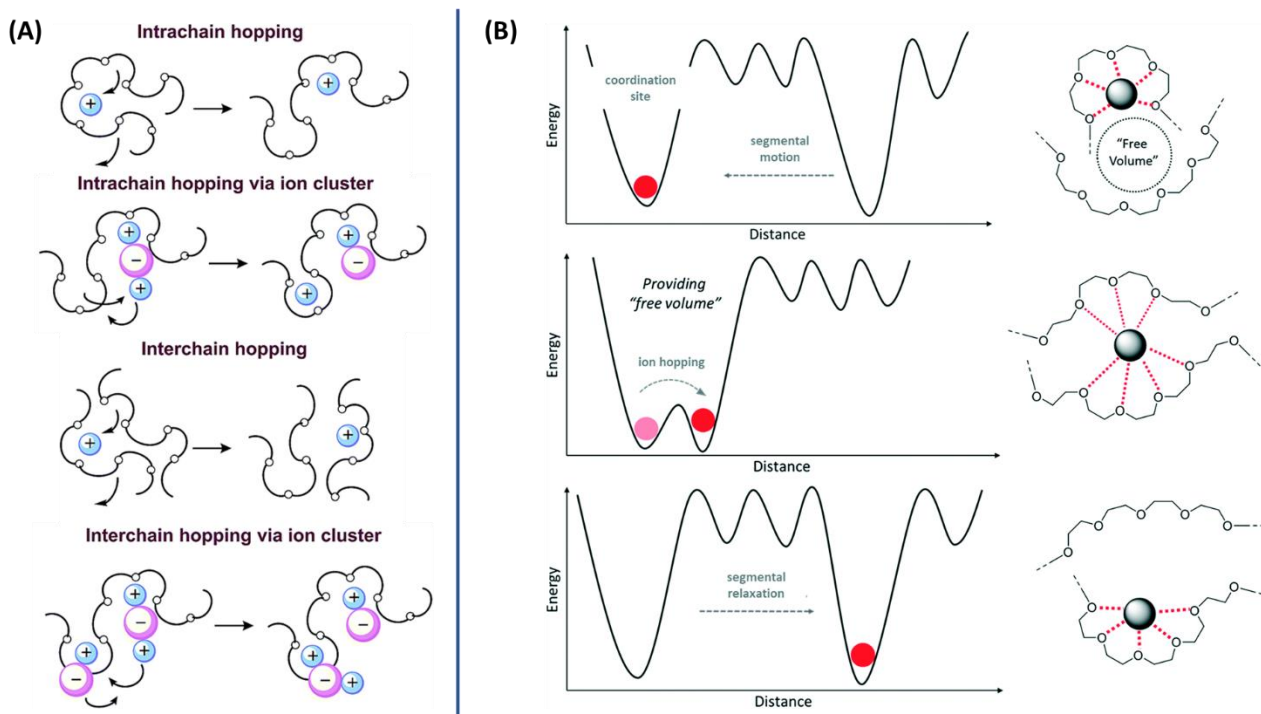 (A)
Intrachain hopping
+
+
Intrachain hopping via ion cluster
+
−
+
+
−
+
Interchain hopping
+
+
Interchain hopping via ion cluster
+
−
+
+
−
+
−
+
−
+
(B)
Energy
coordination
site
segmental
motion
Distance
O
O
O
O
O
O
"Free
Volume"
O
O
O
O
O
O
Energy
Providing
"free volume"
ion hopping
Distance
O
O
O
O
O
O
O
O
O
O
O
Energy
segmental
relaxation
Distance
O
O
O
O
O
O
O
O
O
O
O